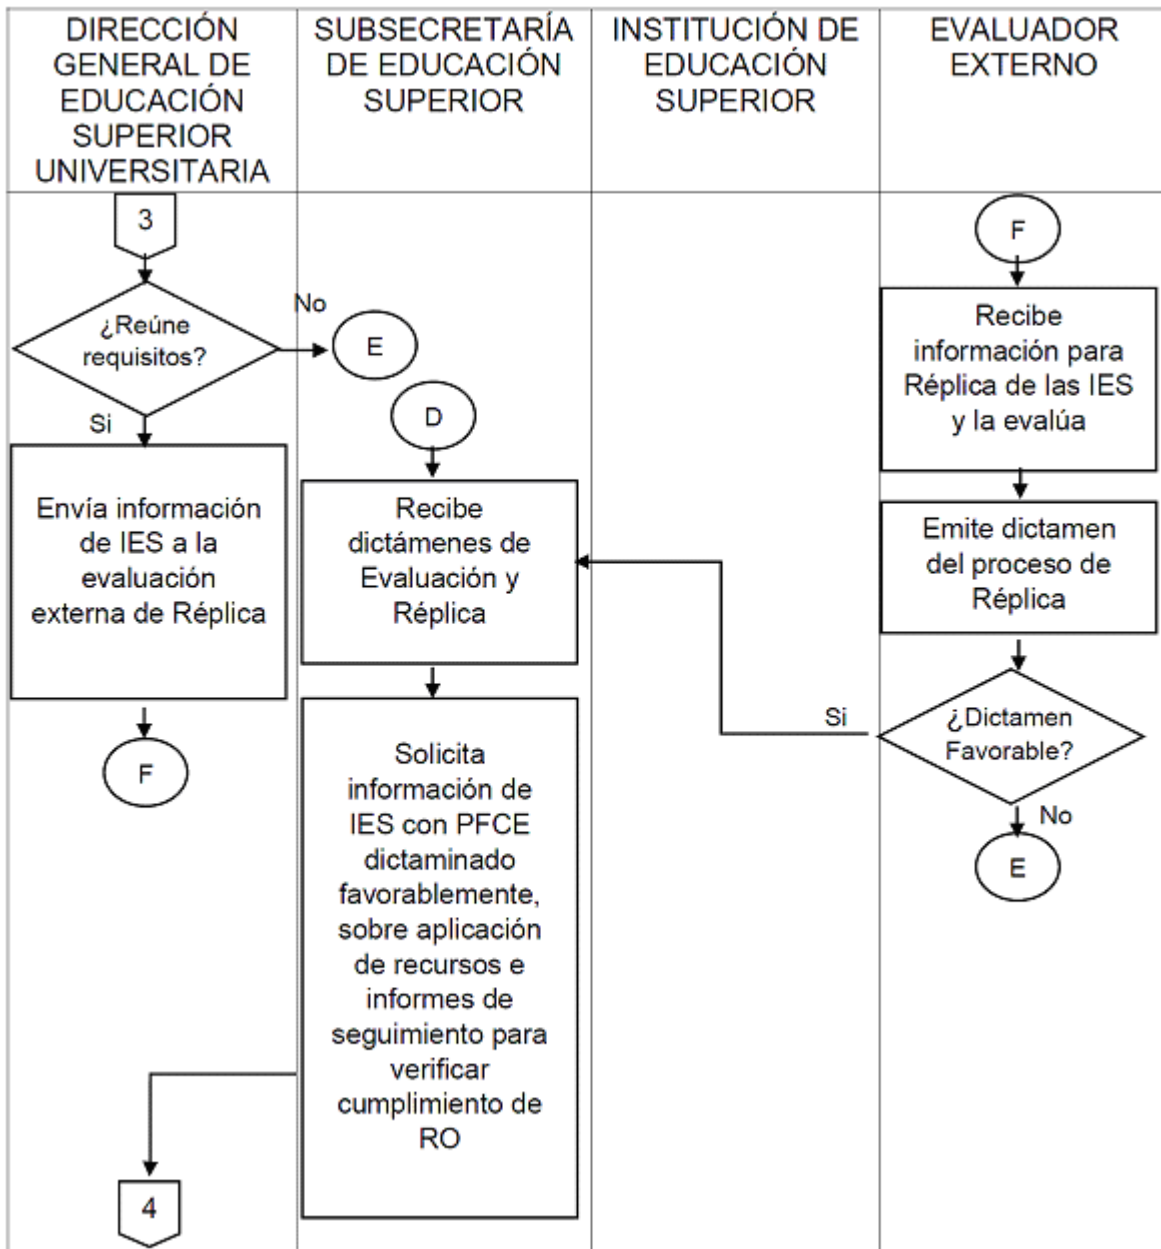 DIRECCIÓN
GENERAL DE
EDUCACIÓN
SUPERIOR
UNIVERSITARIA
SUBSECRETARÍA
DE EDUCACIÓN
SUPERIOR
INSTITUCIÓN DE
EDUCACIÓN
SUPERIOR
EVALUADOR
EXTERNO
3
¿Reúne
requisitos?
No
E
Si
Envía información
de IES a la
evaluación
externa de Réplica
F
D
Recibe
dictámenes de
Evaluación y
Réplica
Solicita
información de
IES con PFCE
dictaminado
favorablemente,
sobre aplicación
de recursos e
informes de
seguimiento para
verificar
cumplimiento de
RO
4
F
Recibe
información para
Réplica de las IES
y la evalúa
Emite dictamen
del proceso de
Réplica
¿Dictamen
Favorable?
Si
No
E